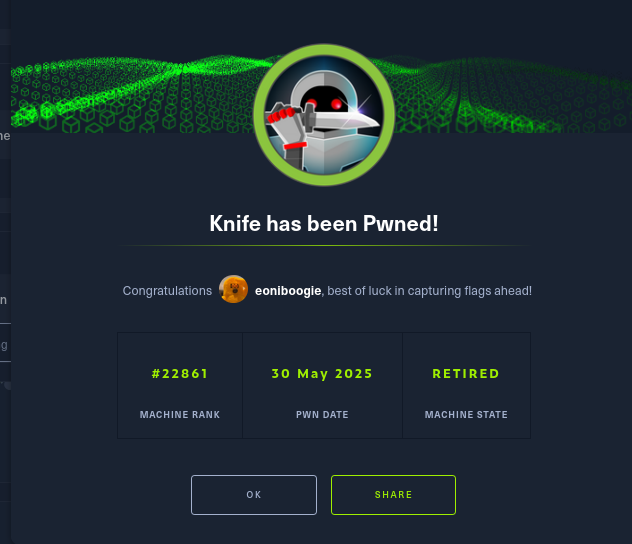 ne
Knife has been Pwned!
Congratulations eoniboogie, best of luck in capturing flags ahead!
n
g
#22861 30 May 2025 RETIRED
MACHINE RANK PWN DATE MACHINE STATE
OK SHARE